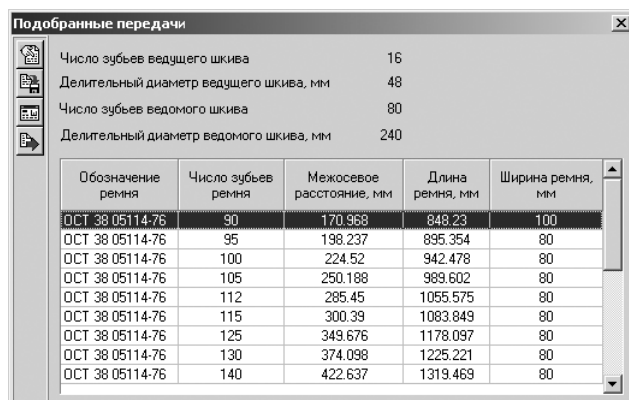 Подобранные передачи
Число зубьев ведущего шкива 16
Делительный диаметр ведущего шкива, мм 48
Число зубьев ведомого шкива 80
Делительный диаметр ведомого шкива, мм 240
Обозначение ремня Число зубьев ремня Межосевое расстояние, мм Длина ремня, мм Ширина ремня, мм
ОСТ 38 05114-76 90 170.968 848.23 100
ОСТ 38 05114-76 95 198.237 895.354 80
ОСТ 38 05114-76 100 224.52 942.478 80
ОСТ 38 05114-76 105 250.188 989.602 80
ОСТ 38 05114-76 112 285.45 1055.575 80
ОСТ 38 05114-76 115 300.39 1083.849 80
ОСТ 38 05114-76 125 349.676 1178.097 80
ОСТ 38 05114-76 130 374.098 1225.221 80
ОСТ 38 05114-76 140 422.637 1319.469 80